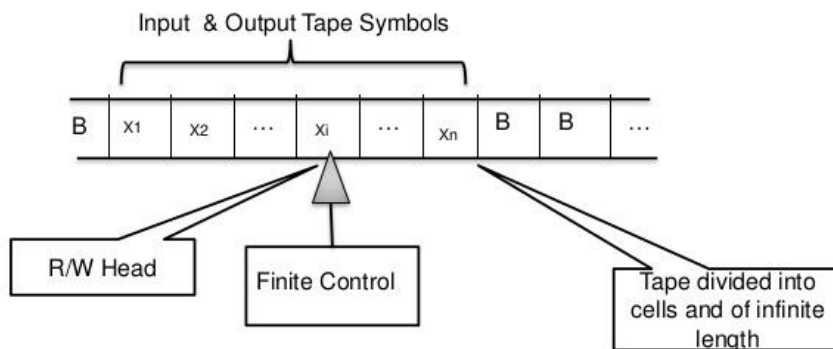 Input & Output Tape Symbols
B X1 X2 ... Xi ... Xn B B ...
R/W Head
Finite Control
Tape divided into
cells and of infinite
length